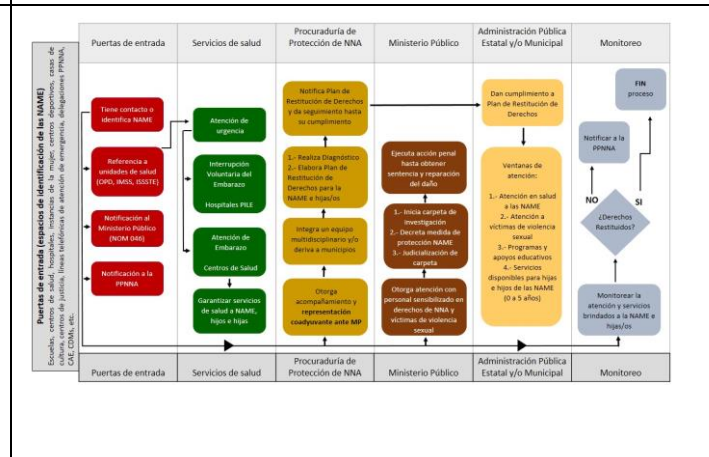 Puertas de entrada (espacios de identificación de las NAME)
Escuelas, centros de salud, hospitales, instancias de la mujer, centros deportivos, casas de
cultura, centros de justicia, líneas telefónicas de atención de emergencia, delegaciones PPNNA,
CAE, CDMs, etc.
Puertas de entrada
Servicios de salud
Procuraduría de
Protección de NNA
Ministerio Público
Administración Pública
Estatal y/o Municipal
Monitoreo
Tiene contacto o
identifica NAME
Referencia a
unidades de salud
(OPD, IMSS, ISSSTE)
Notificación al
Ministerio Público
(NOM 046)
Notificación a la
PPNNA
Atención de
urgencia
Interrupción
Voluntaria del
Embarazo
Hospitales PILE
Atención de
Embarazo
Centros de Salud
Garantizar servicios
de salud a NAME,
hijos e hijas
Notifica Plan de
Restitución de Derechos
y da seguimiento hasta
su cumplimiento
1.- Realiza Diagnóstico
2.- Elabora Plan de
Restitución de
Derechos para la
NAME e hijas/os
Integra un equipo
multidisciplinario y/o
deriva a municipios
Otorga
acompañamiento y
representación
coadyuvante ante MP
Ejecuta acción penal
hasta obtener
sentencia y reparación
del daño
1.- Inicia carpeta de
investigación
2.- Decreta medida de
protección NAME
3.- Judicialización de
carpeta
Otorga atención con
personal sensibilizado en
derechos de NNA y
víctimas de violencia
sexual
Dan cumplimiento a
Plan de Restitución de
Derechos
Ventanas de
atención:
1.- Atención en salud
a las NAME
2.- Atención a
víctimas de violencia
sexual
3.- Programas y
apoyos educativos
4.- Servicios
disponibles para hijas
e hijos de las NAME
(0 a 5 años)
FIN
proceso
Notificar a la
PPNNA
NO
SI
¿Derechos
Restituidos?
Monitorear la
atención y servicios
brindados a la NAME e
hijas/os
Puertas de entrada
Servicios de salud
Procuraduría de
Protección de NNA
Ministerio Público
Administración Pública
Estatal y/o Municipal
Monitoreo